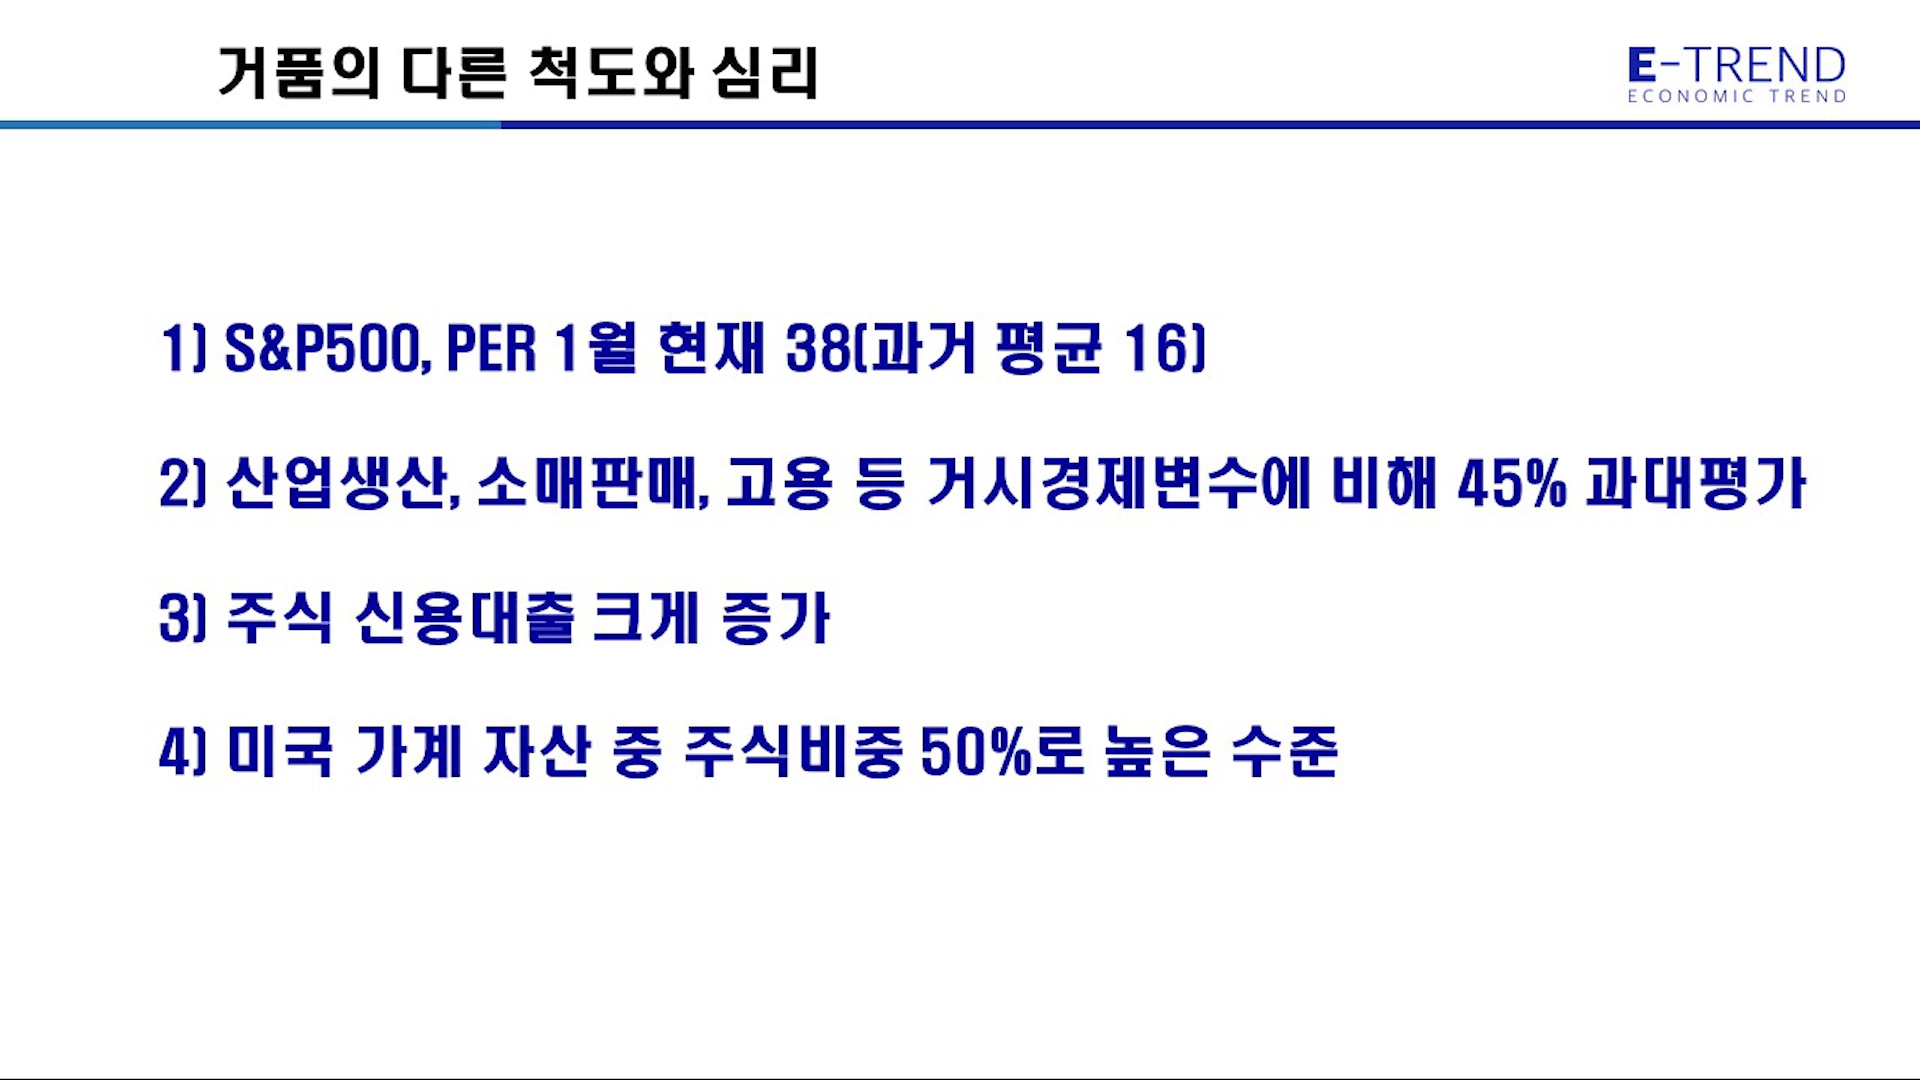 거품의 다른 척도와 심리
E-TREND
ECONOMIC TREND
1) S&P500, PER 1월 현재 38(과거 평균 16)
2) 산업생산, 소매판매, 고용 등 거시경제변수에 비해 45% 과대평가
3) 주식 신용대출 크게 증가
4) 미국 가계 자산 중 주식비중 50%로 높은 수준